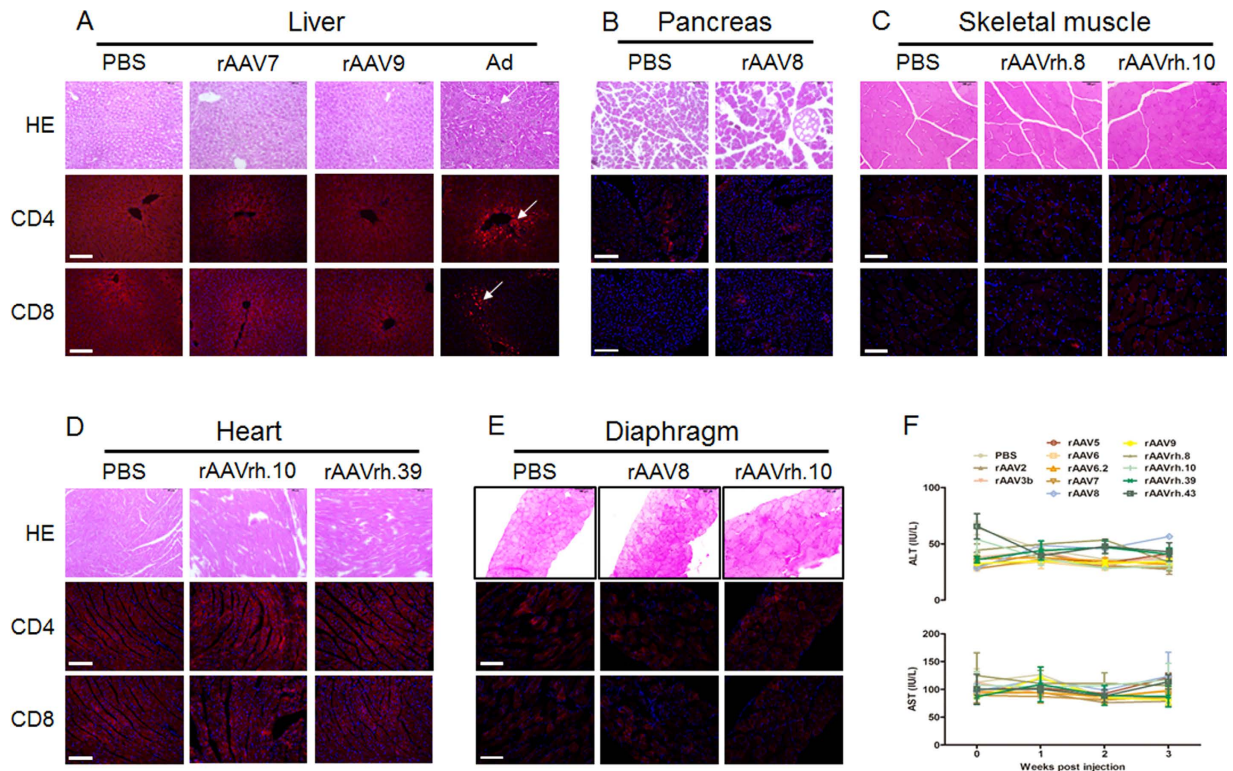 A
Liver
PBS rAAV7 rAAV9 Ad
HE
CD4
CD8
B
Pancreas
PBS rAAV8
C
Skeletal muscle
PBS rAAVrh.8 rAAVrh.10
D
Heart
PBS rAAVrh.10 rAAVrh.39
HE
CD4
CD8
E
Diaphragm
PBS rAAV8 rAAVrh.10
F
PBS
rAAV2
rAAV3b
rAAV5
rAAV6
rAAV6.2
rAAV7
rAAV8
rAAV9
rAAVrh.8
rAAVrh.10
rAAVrh.39
rAAVrh.43
ALT (IU/L)
100
50
0
AST (IU/L)
200
150
100
50
0
0 1 2 3
Weeks post injection